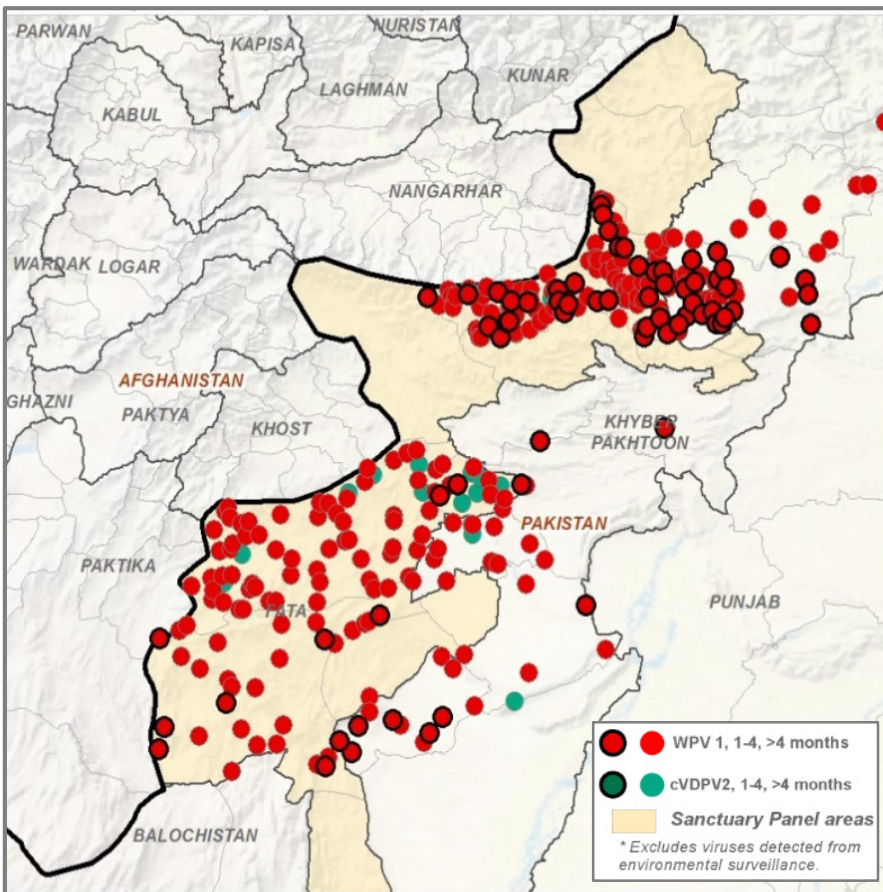 PARWAN
NURISTAN
KAPISA
KUNAR
LAGHMAN
KABUL
NANGARHAR
WARDAK
LOGAR
AFGHANISTAN
GHAZNI
PAKTYA
KHOST
KHYBER
PAKHTOON
PAKISTAN
PAKTIKA
FATA
PUNJAB
WPV 1, 1-4, >4 months
cVDPV2, 1-4, >4 months
Sanctuary Panel areas
BALOCHISTAN
* Excludes viruses detected from
environmental surveillance.